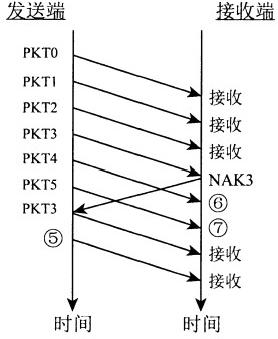 发送端 接收端
PKT0
PKT1
接收
PKT2
接收
PKT3
接收
PKT4
NAK3
PKT5
⑥
PKT3
⑦
⑤
接收
接收
时间 时间